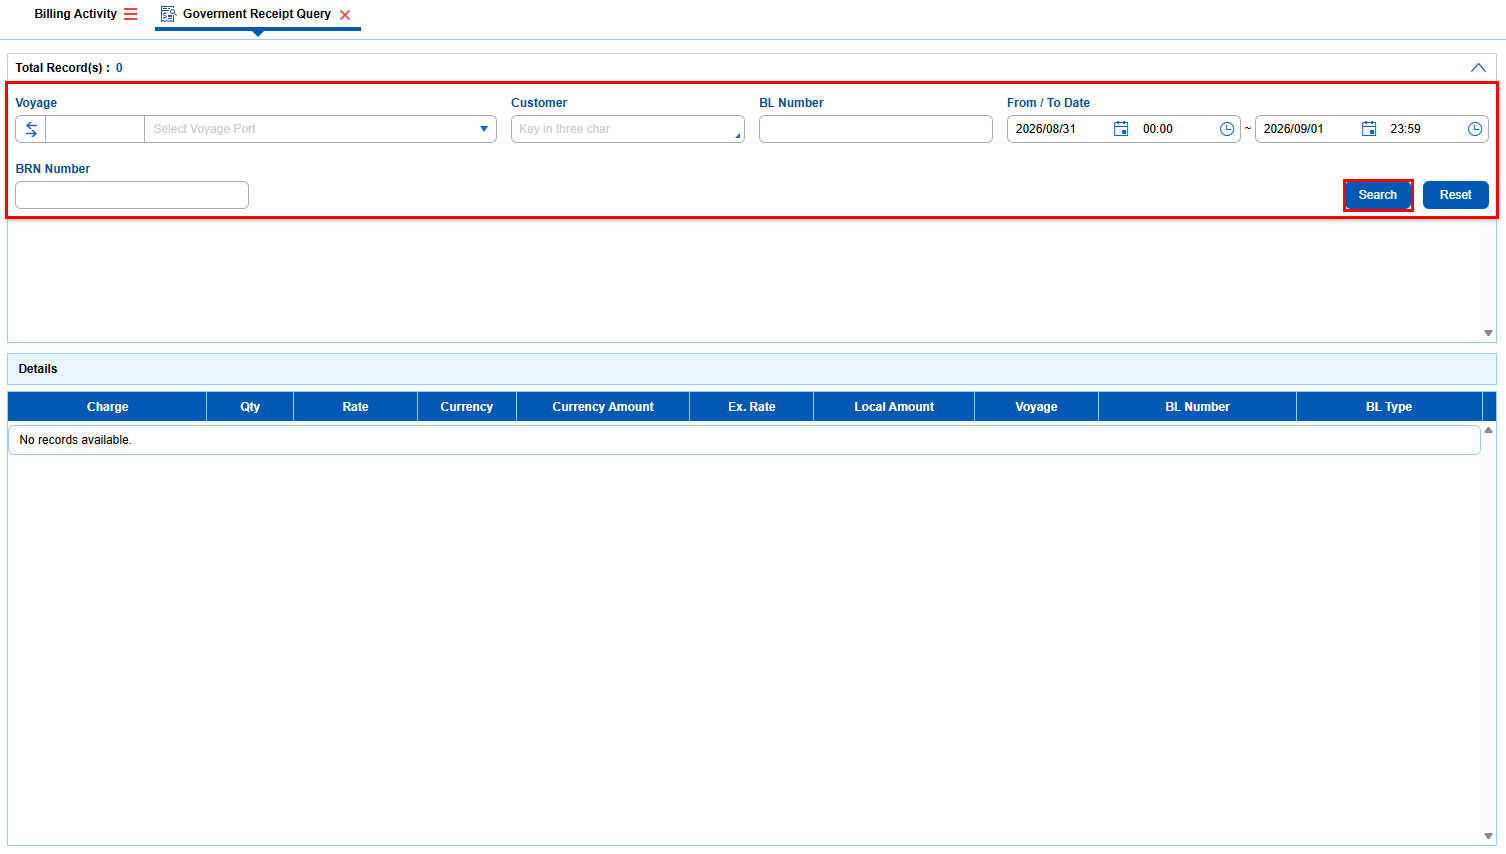 Billing Activity
Goverment Receipt Query
Total Record(s) : 0
Voyage
Customer
BL Number
From / To Date
Select Voyage Port
Key in three char
2026/08/31
00:00
~
2026/09/01
23:59
BRN Number
Search
Reset
Details
Charge
Qty
Rate
Currency
Currency Amount
Ex. Rate
Local Amount
Voyage
BL Number
BL Type
No records available.